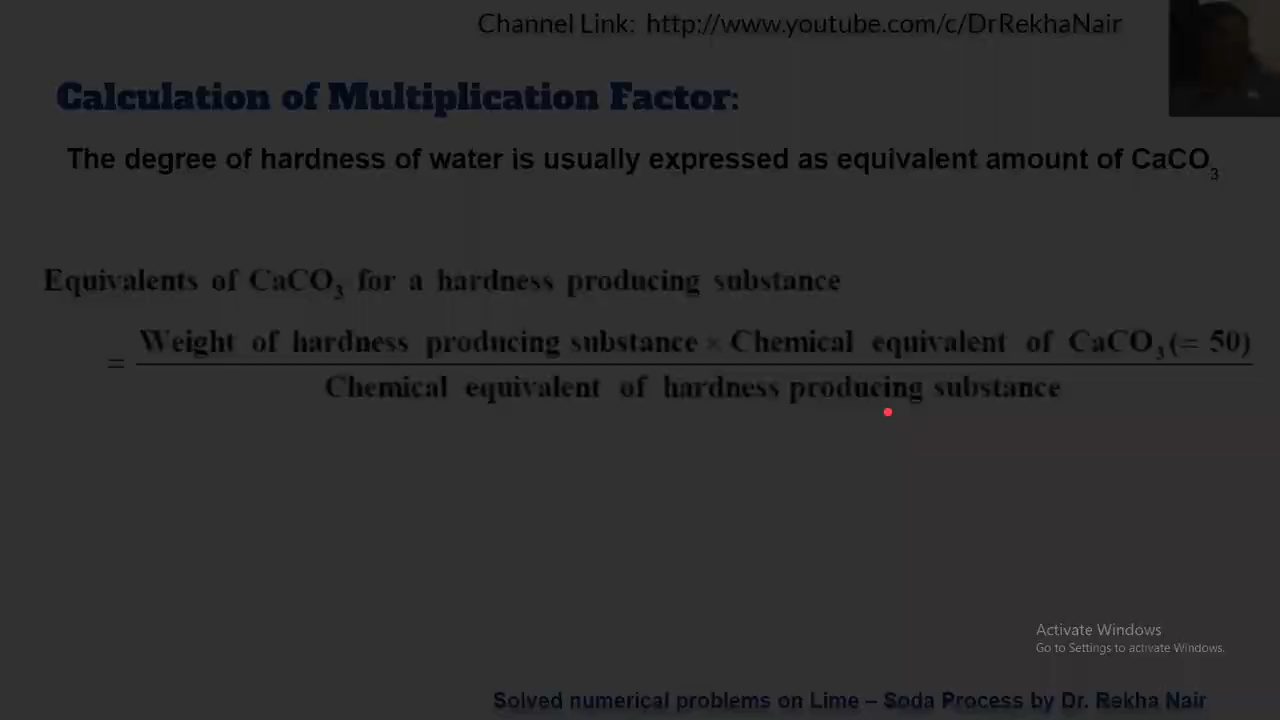 Channel Link: http://www.youtube.com/c/DrRekhaNair
Calculation of Multiplication Factor:
The degree of hardness of water is usually expressed as equivalent amount of CaCO3
Equivalents of CaCO3 for a hardness producing substance
= Weight of hardness producing substance × Chemical equivalent of CaCO3(= 50)
Chemical equivalent of hardness producing substance
Activate Windows
Go to Settings to activate Windows.
Solved numerical problems on Lime – Soda Process by Dr. Rekha Nair